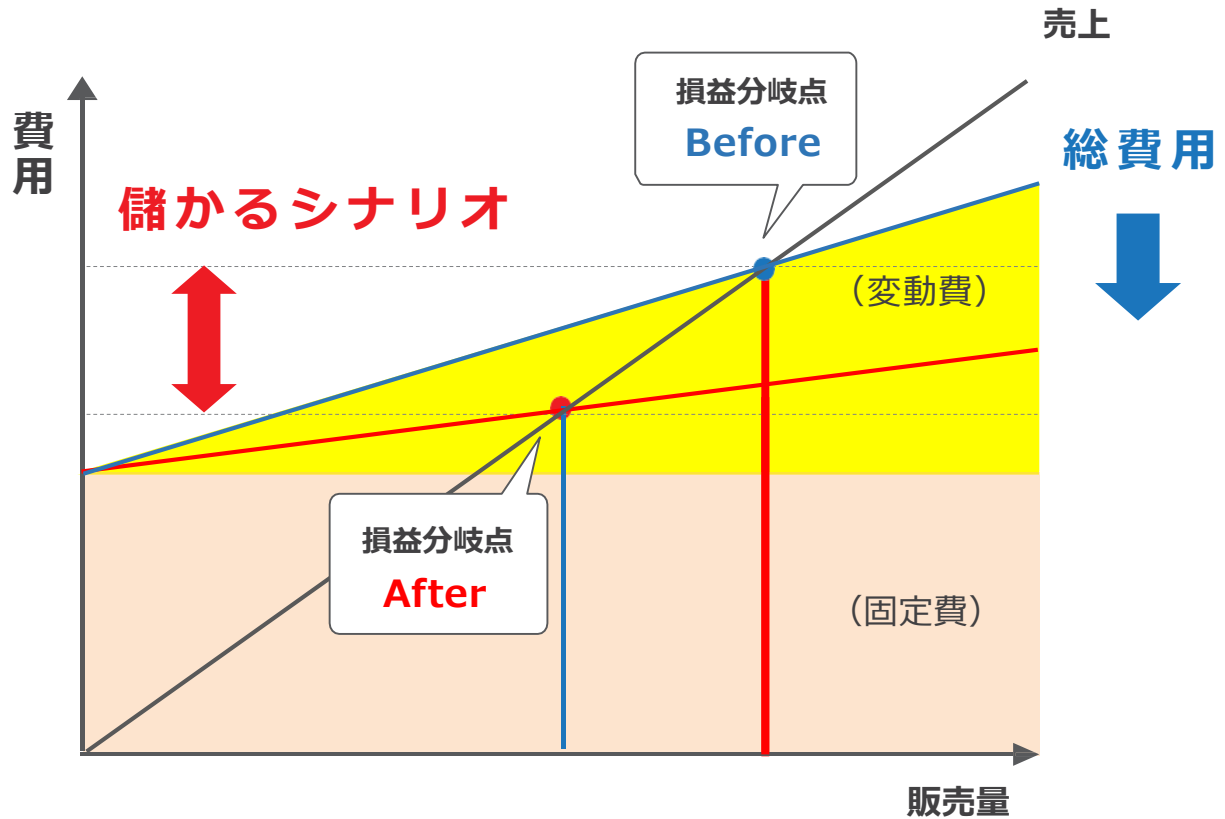 売上
損益分岐点
Before
費
用
総費用
儲かるシナリオ
（変動費）
損益分岐点
After
（固定費）
販売量